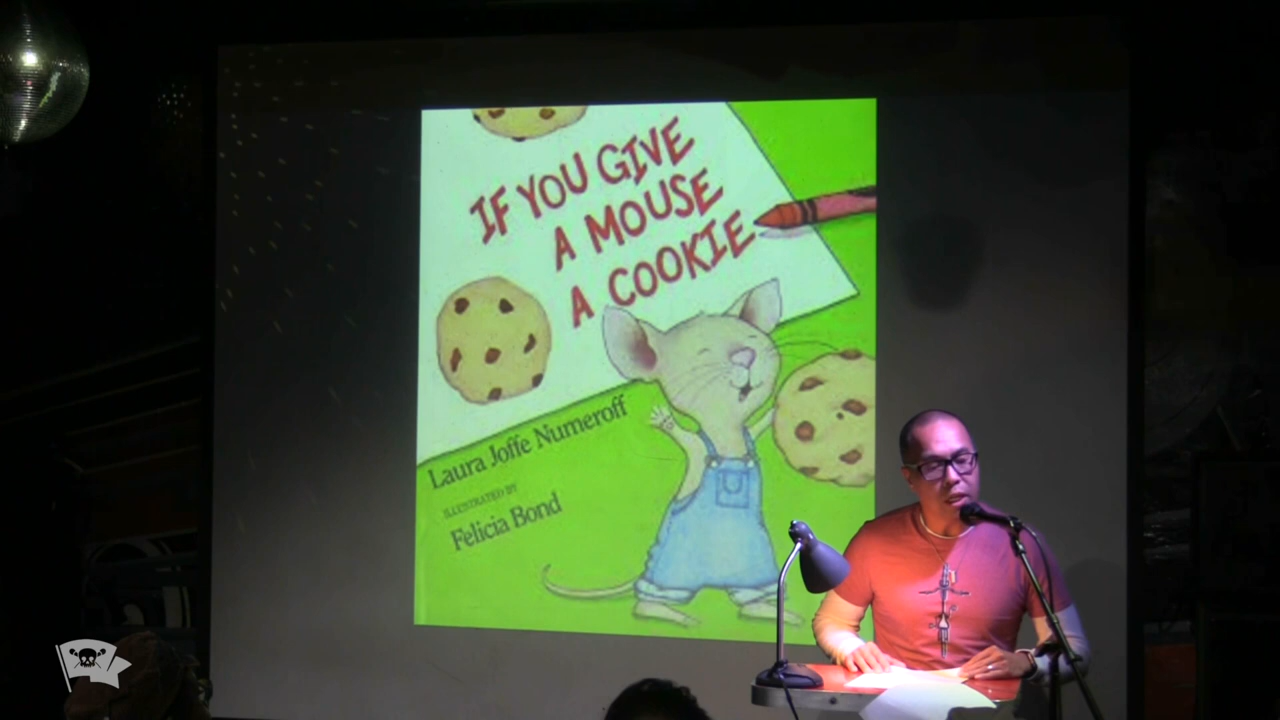 IF YOU GIVE
A MOUSE
A COOKIE
Laura Joffe Numeroff
ILLUSTRATED BY
Felicia Bond